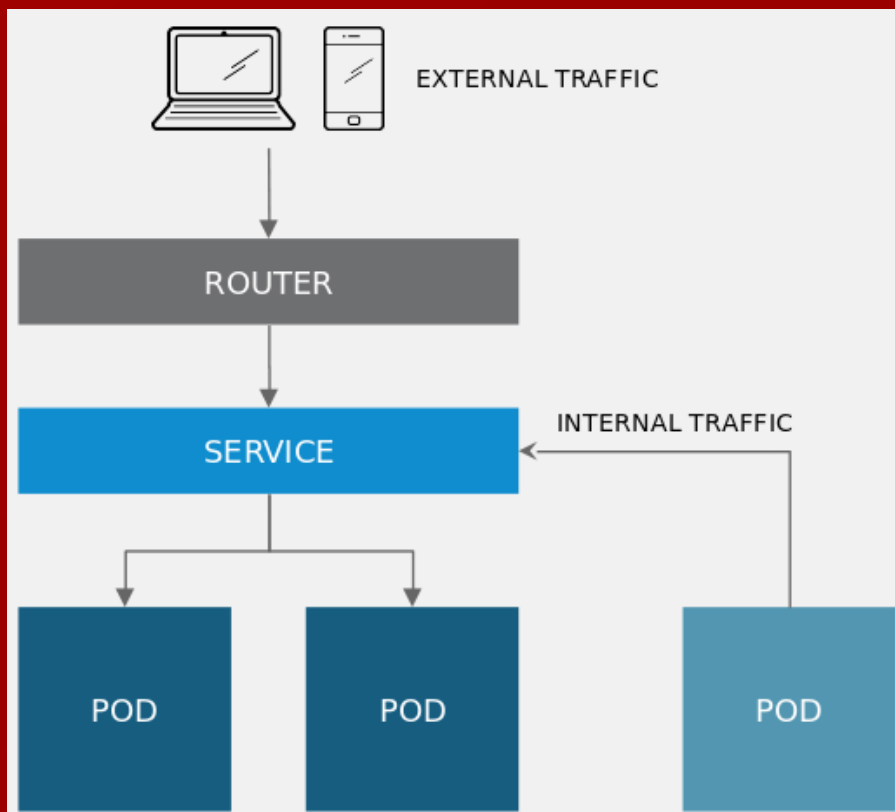 EXTERNAL TRAFFIC
ROUTER
SERVICE
INTERNAL TRAFFIC
POD
POD
POD